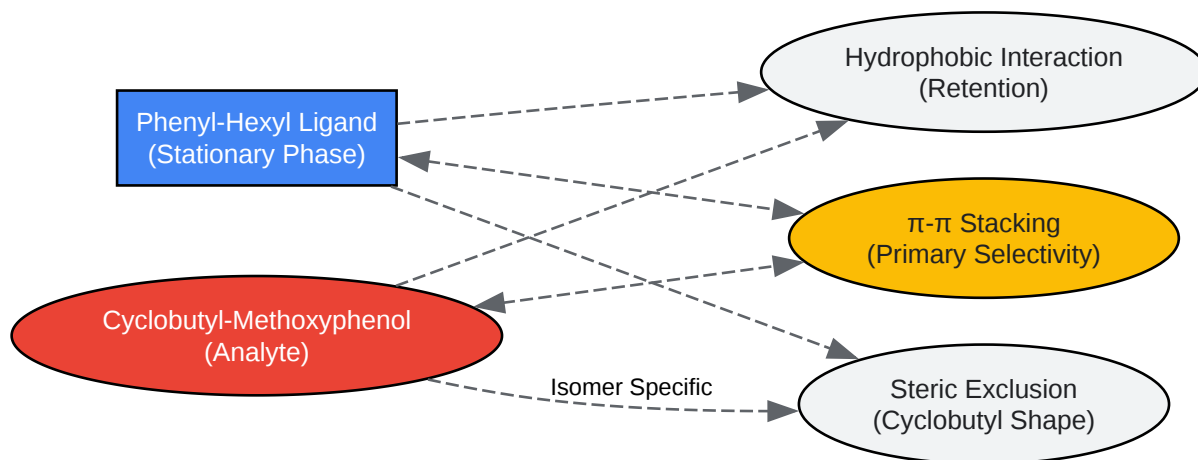 Hydrophobic Interaction
(Retention)
Phenyl-Hexyl Ligand
(Stationary Phase)
π-π Stacking
(Primary Selectivity)
Cyclobutyl-Methoxyphenol
(Analyte)
Isomer Specific
Steric Exclusion
(Cyclobutyl Shape)